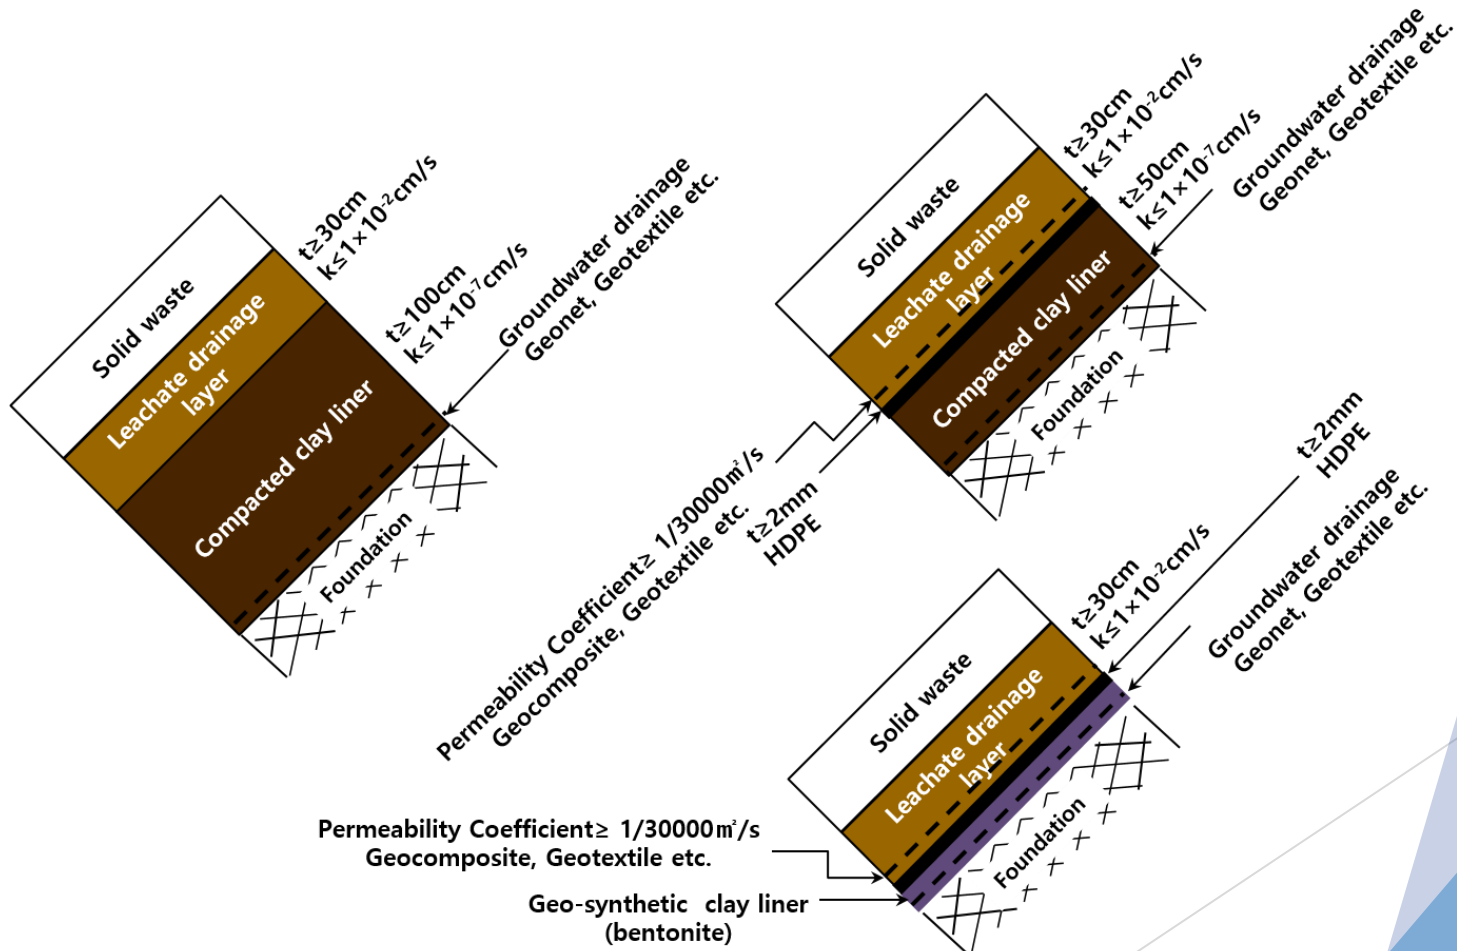 Solid waste
Leachate drainage
layer
Compacted clay liner
Foundation
t≥30cm
k≤1×10-2cm/s
t≥100cm
k≤1×10-7cm/s
Groundwater drainage
Geonet, Geotextile etc.
Solid waste
Leachate drainage
layer
Compacted clay liner
Foundation
t≥30cm
k≤1×10-2cm/s
t≥50cm
k≤1×10-7cm/s
Groundwater drainage
Geonet, Geotextile etc.
Permeability Coefficient≥ 1/30000㎡/s
Geocomposite, Geotextile etc.
t≥2mm
HDPE
Solid waste
Leachate drainage
layer
Foundation
t≥30cm
k≤1×10-2cm/s
t≥2mm
HDPE
Groundwater drainage
Geonet, Geotextile etc.
Permeability Coefficient≥ 1/30000㎡/s
Geocomposite, Geotextile etc.
Geo-synthetic clay liner
(bentonite)